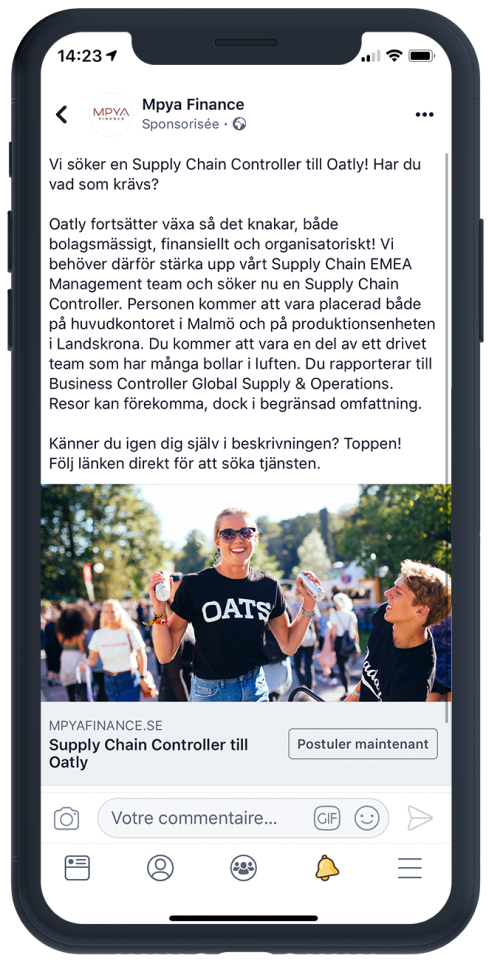 14:23
MPYA
FINANCE
Mpya Finance
Sponsorisée ·
Vi söker en Supply Chain Controller till Oatly! Har du
vad som krävs?
Oatly fortsätter växa så det knakar, både
bolagsmässigt, finansiellt och organisatoriskt! Vi
behöver därför stärka upp vårt Supply Chain EMEA
Management team och söker nu en Supply Chain
Controller. Personen kommer att vara placerad både
på huvudkontoret i Malmö och på produktionsenheten
i Landskrona. Du kommer att vara en del av ett drivet
team som har många bollar i luften. Du rapporterar till
Business Controller Global Supply & Operations.
Resor kan förekomma, dock i begränsad omfattning.
Känner du igen dig själv i beskrivningen? Toppen!
Följ länken direkt för att söka tjänsten.
OATS
MPYAFINANCE.SE
Supply Chain Controller till
Oatly
Postuler maintenant
Votre commentaire...
GIF